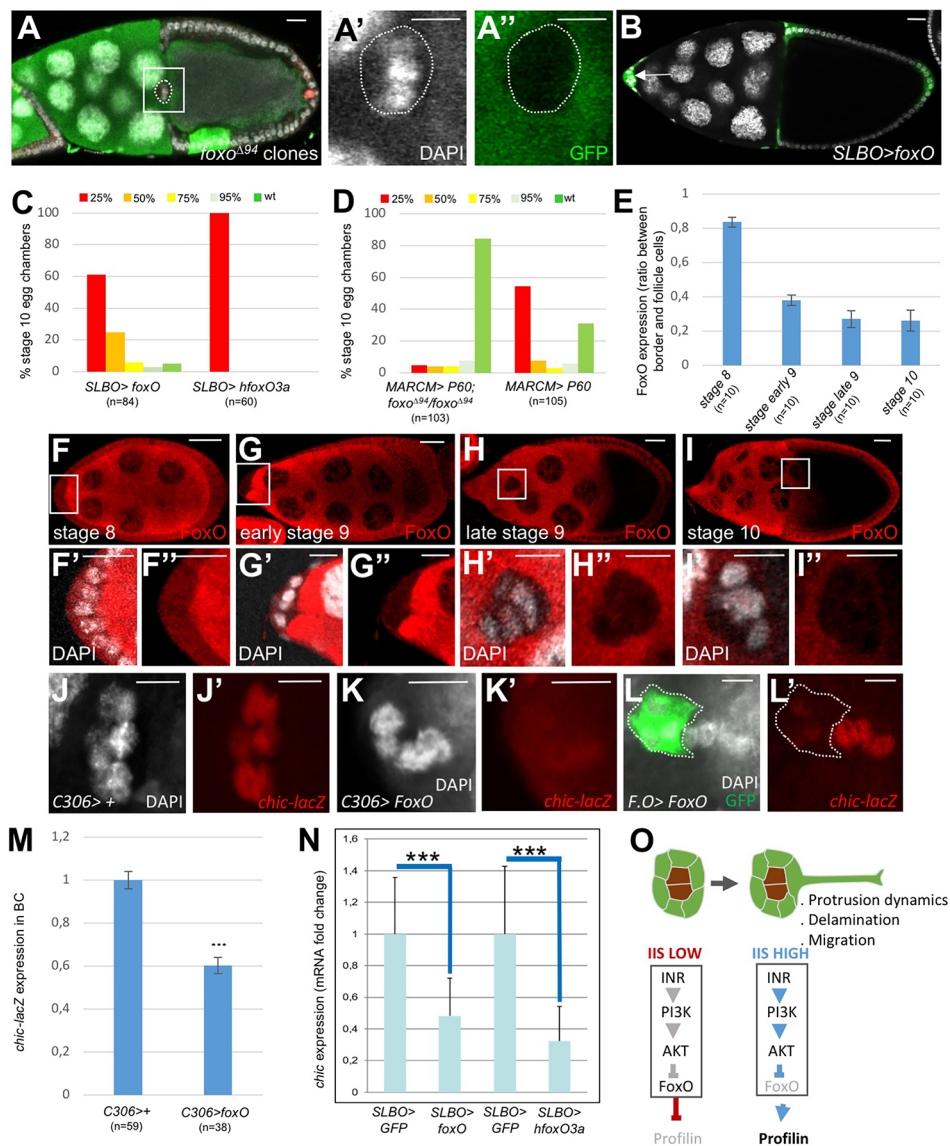 A
foxo^Δ94 clones
A'
DAPI
A''
GFP
B
SLBO>foxO
C
25% 50% 75% 95% wt
% stage 10 egg chambers
100
80
60
40
20
0
SLBO> foxO
(n=84)
SLBO> hfoxO3a
(n=60)
D
25% 50% 75% 95% wt
% stage 10 egg chambers
100
80
60
40
20
0
MARCM> P60;
foxo^Δ94/foxo^Δ94
(n=103)
MARCM> P60
(n=105)
E
FoxO expression (ratio between
border and follicle cells)
1
0,8
0,6
0,4
0,2
0
stage 8
(n=10)
stage early 9
(n=10)
stage late 9
(n=10)
stage 10
(n=10)
F
stage 8
FoxO
G
early stage 9
FoxO
H
late stage 9
FoxO
I
stage 10
FoxO
F'
DAPI
F''
G'
DAPI
G''
H'
DAPI
H''
I'
DAPI
I''
J
C306> +
DAPI
J'
chic-lacZ
K
C306> FoxO
DAPI
K'
chic-lacZ
L
F.O> FoxO
DAPI
GFP
L'
chic-lacZ
M
chic-lacZ expression in BC
1,2
1
0,8
0,6
0,4
0,2
0
***
C306>+
(n=59)
C306>foxO
(n=38)
N
chic expression (mRNA fold change)
1,6
1,4
1,2
1
0,8
0,6
0,4
0,2
0
***
***
SLBO>
GFP
SLBO>
foxO
SLBO>
GFP
SLBO>
hfoxO3a
O
. Protrusion dynamics
. Delamination
. Migration
IIS LOW
INR
PI3K
AKT
FoxO
Profilin
IIS HIGH
INR
PI3K
AKT
FoxO
Profilin